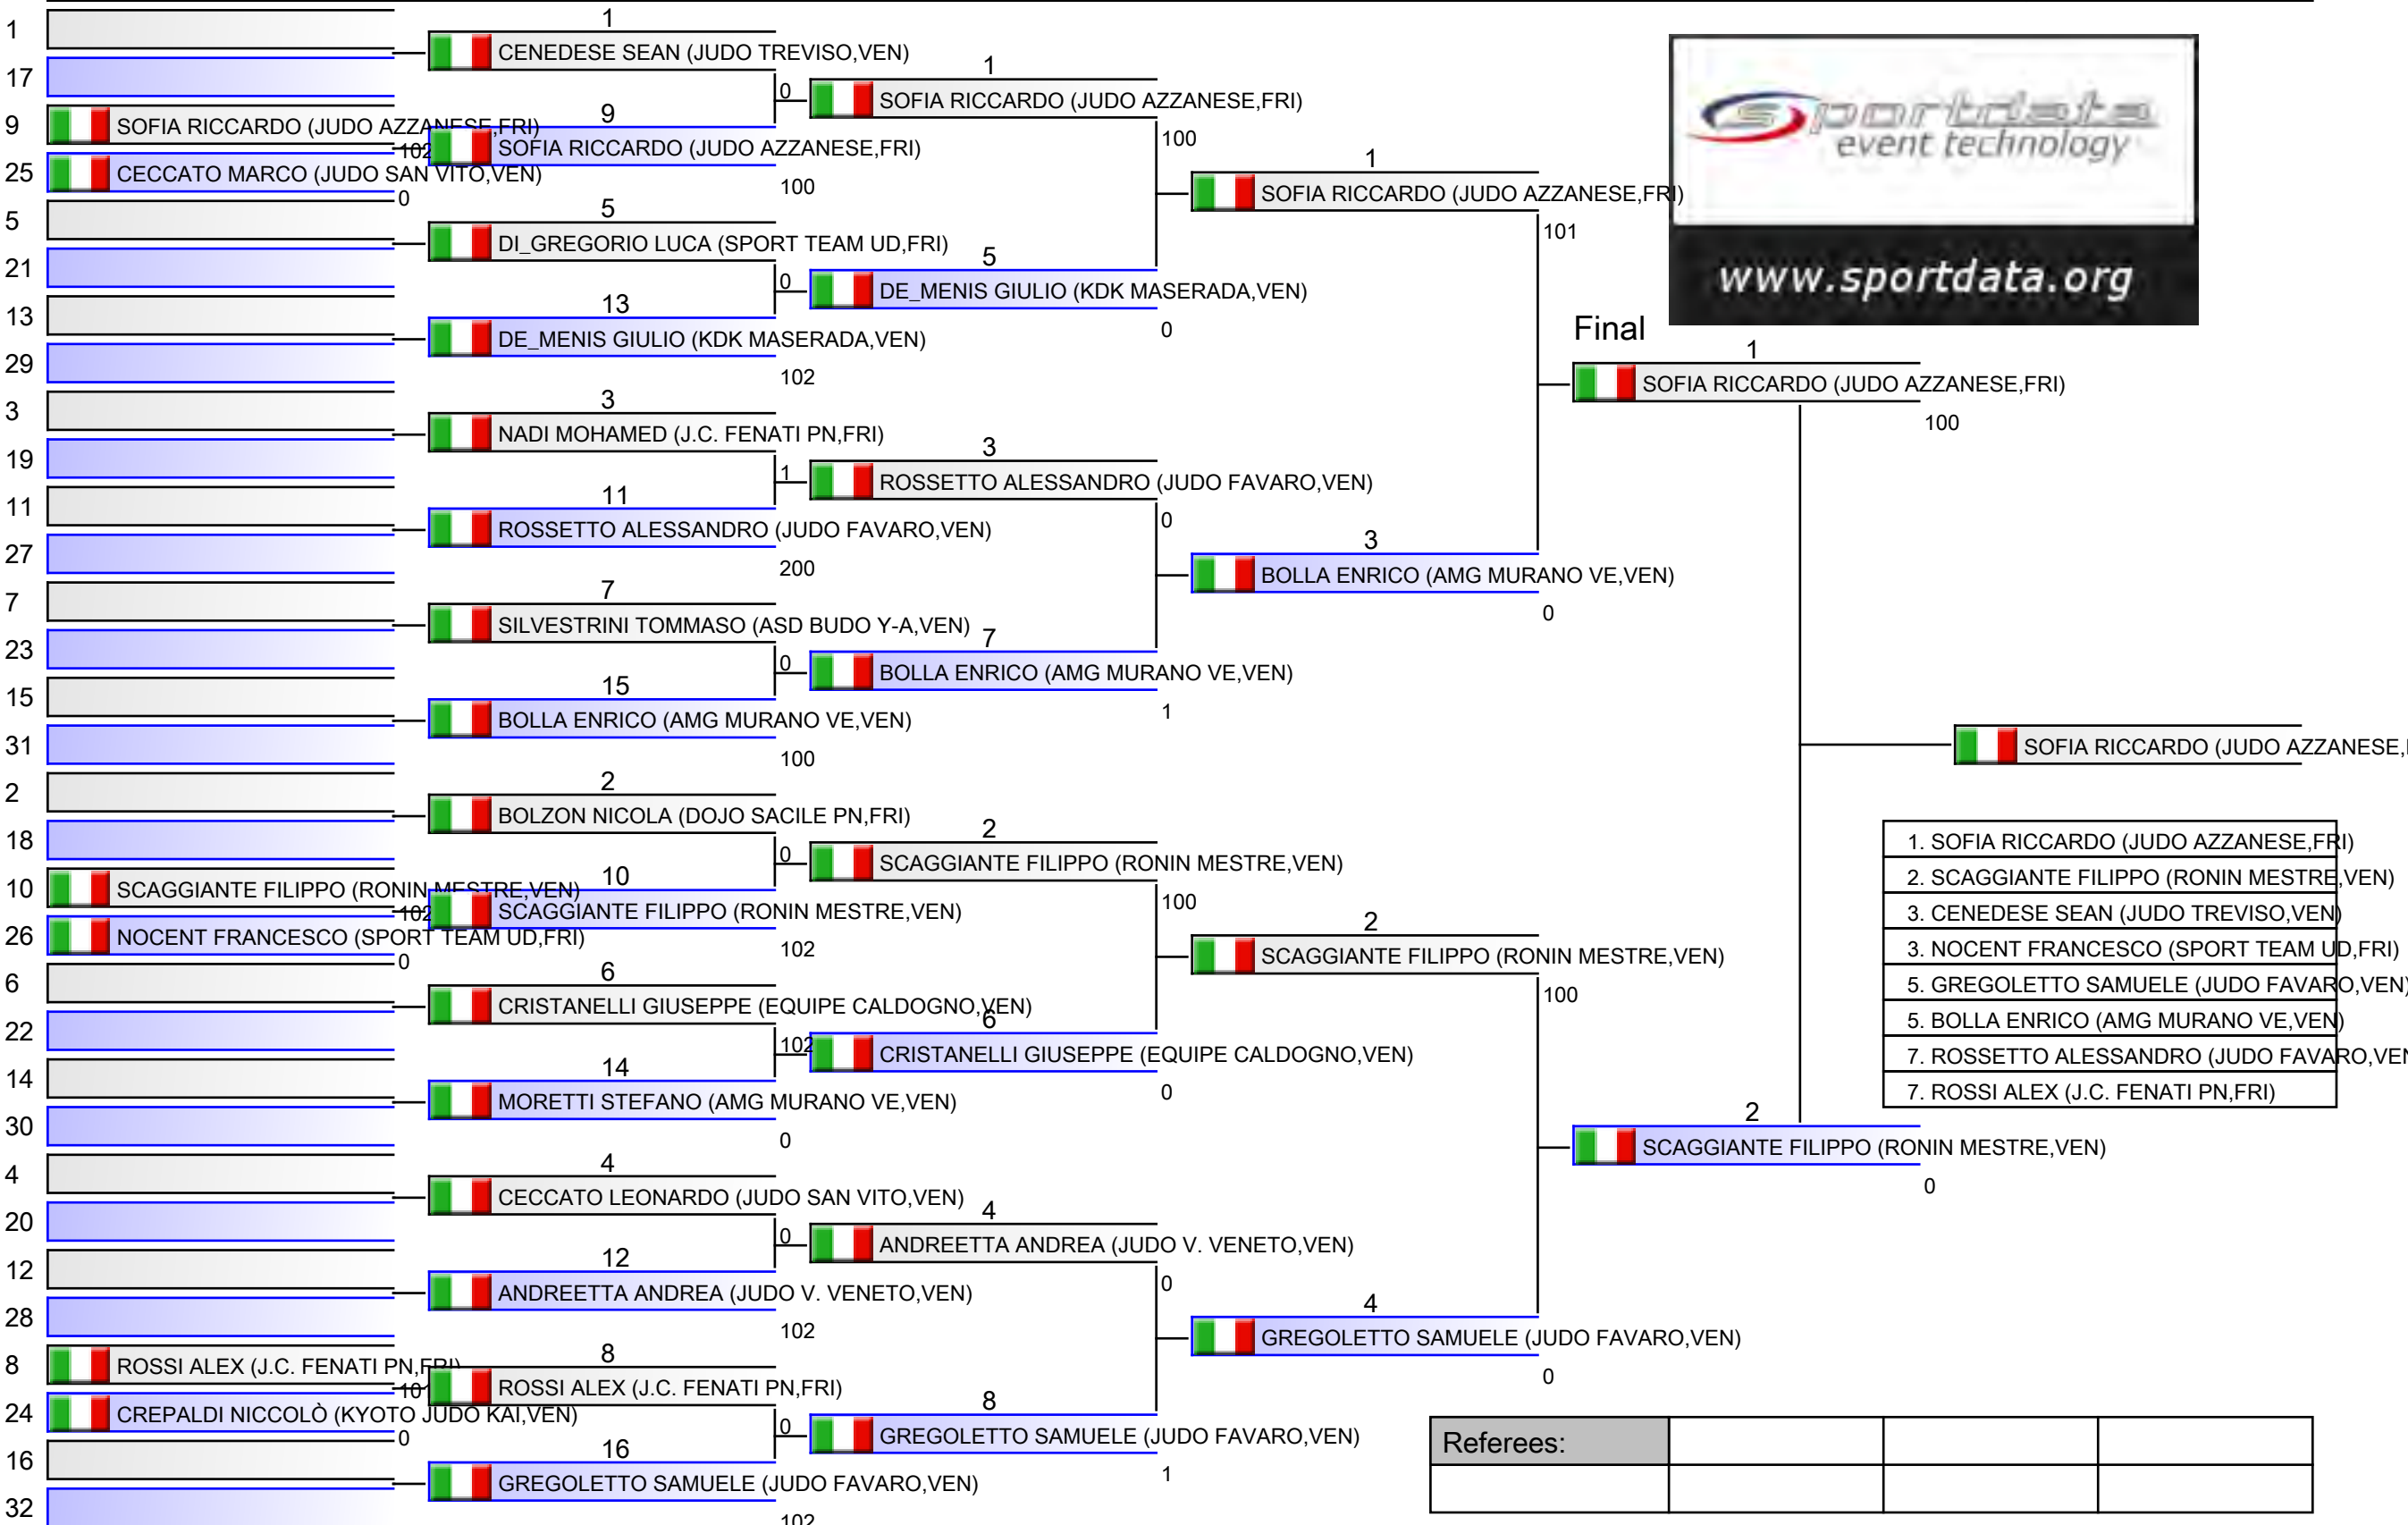 1
17
9 SOFIA RICCARDO (JUDO AZZANESE,FRI)
102
25 CECCATO MARCO (JUDO SAN VITO,VEN)
0
5
21
13
29
3
19
11
27
7
23
15
31
2
18
10 SCAGGIANTE FILIPPO (RONIN MESTRE,VEN)
102
26 NOCENT FRANCESCO (SPORT TEAM UD,FRI)
0
6
22
14
30
4
20
12
28
8 ROSSI ALEX (J.C. FENATI PN,FRI)
24 CREPALDI NICCOLÒ (KYOTO JUDO KAI,VEN)
0
16
32
1
CENEDESE SEAN (JUDO TREVISO,VEN)
0
9
SOFIA RICCARDO (JUDO AZZANESE,FRI)
100
5
DI_GREGORIO LUCA (SPORT TEAM UD,FRI)
0
13
DE_MENIS GIULIO (KDK MASERADA,VEN)
102
3
NADI MOHAMED (J.C. FENATI PN,FRI)
1
11
ROSSETTO ALESSANDRO (JUDO FAVARO,VEN)
200
7
SILVESTRINI TOMMASO (ASD BUDO Y-A,VEN)
0
15
BOLLA ENRICO (AMG MURANO VE,VEN)
100
2
BOLZON NICOLA (DOJO SACILE PN,FRI)
0
10
SCAGGIANTE FILIPPO (RONIN MESTRE,VEN)
102
6
CRISTANELLI GIUSEPPE (EQUIPE CALDOGNO,VEN)
102
14
MORETTI STEFANO (AMG MURANO VE,VEN)
0
4
CECCATO LEONARDO (JUDO SAN VITO,VEN)
0
12
ANDREETTA ANDREA (JUDO V. VENETO,VEN)
102
8
ROSSI ALEX (J.C. FENATI PN,FRI)
0
16
GREGOLETTO SAMUELE (JUDO FAVARO,VEN)
102
1
SOFIA RICCARDO (JUDO AZZANESE,FRI)
100
5
DE_MENIS GIULIO (KDK MASERADA,VEN)
0
3
ROSSETTO ALESSANDRO (JUDO FAVARO,VEN)
0
7
BOLLA ENRICO (AMG MURANO VE,VEN)
1
2
SCAGGIANTE FILIPPO (RONIN MESTRE,VEN)
100
6
CRISTANELLI GIUSEPPE (EQUIPE CALDOGNO,VEN)
0
4
ANDREETTA ANDREA (JUDO V. VENETO,VEN)
0
8
GREGOLETTO SAMUELE (JUDO FAVARO,VEN)
1
1
SOFIA RICCARDO (JUDO AZZANESE,FRI)
101
3
BOLLA ENRICO (AMG MURANO VE,VEN)
0
2
SCAGGIANTE FILIPPO (RONIN MESTRE,VEN)
100
4
GREGOLETTO SAMUELE (JUDO FAVARO,VEN)
0
sportdata
event technology
www.sportdata.org
Final
1
SOFIA RICCARDO (JUDO AZZANESE,FRI)
100
2
SCAGGIANTE FILIPPO (RONIN MESTRE,VEN)
0
SOFIA RICCARDO (JUDO AZZANESE,
1. SOFIA RICCARDO (JUDO AZZANESE,FRI)
2. SCAGGIANTE FILIPPO (RONIN MESTRE,VEN)
3. CENEDESE SEAN (JUDO TREVISO,VEN)
3. NOCENT FRANCESCO (SPORT TEAM UD,FRI)
5. GREGOLETTO SAMUELE (JUDO FAVARO,VEN)
5. BOLLA ENRICO (AMG MURANO VE,VEN)
7. ROSSETTO ALESSANDRO (JUDO FAVARO,VEN
7. ROSSI ALEX (J.C. FENATI PN,FRI)
Referees: